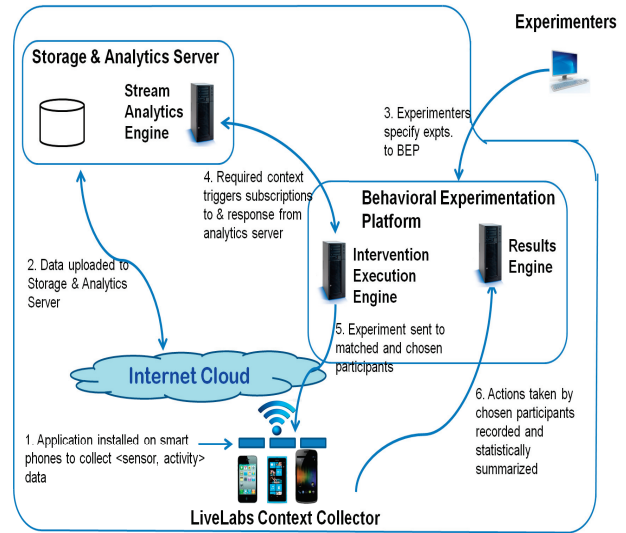 Experimenters
Storage & Analytics Server
Stream
Analytics
Engine
3. Experimenters
specify expts.
to BEP
4. Required context
triggers subscriptions
to & response from
analytics server
Behavioral Experimentation
Platform
Intervention
Execution
Engine
Results
Engine
2. Data uploaded to
Storage & Analytics
Server
5. Experiment sent to
matched and chosen
participants
Internet Cloud
6. Actions taken by
chosen participants
recorded and
statistically
summarized
1. Application installed on smart
phones to collect <sensor, activity>
data
LiveLabs Context Collector